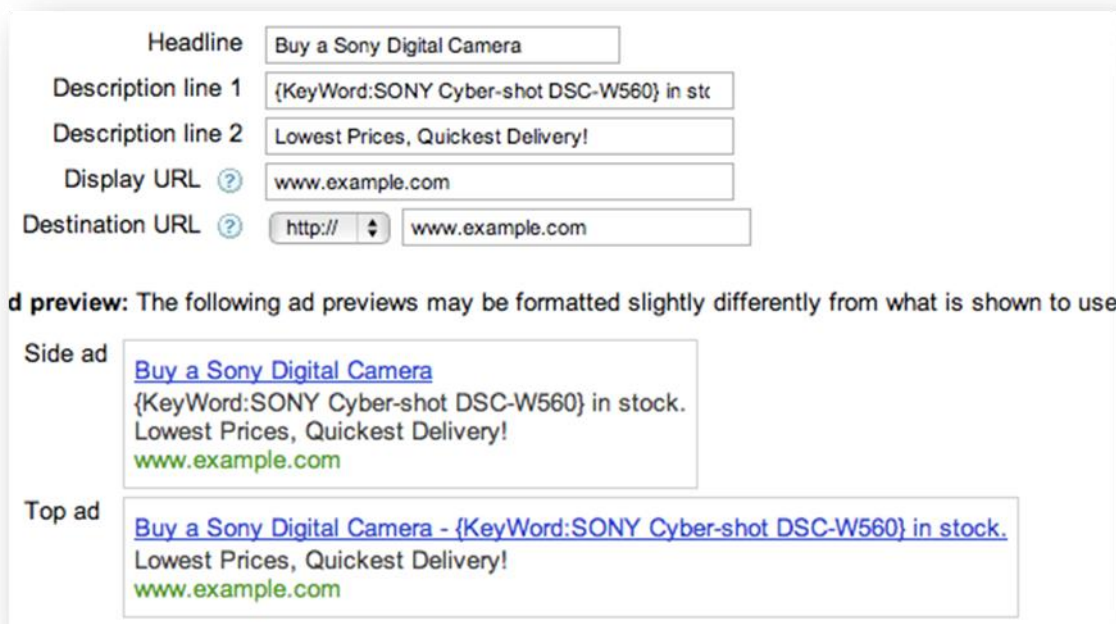 Headline Buy a Sony Digital Camera
Description line 1 {KeyWord:SONY Cyber-shot DSC-W560} in stc
Description line 2 Lowest Prices, Quickest Delivery!
Display URL ? www.example.com
Destination URL ? http:// www.example.com
d preview: The following ad previews may be formatted slightly differently from what is shown to use
Side ad
Buy a Sony Digital Camera
{KeyWord:SONY Cyber-shot DSC-W560} in stock.
Lowest Prices, Quickest Delivery!
www.example.com
Top ad
Buy a Sony Digital Camera - {KeyWord:SONY Cyber-shot DSC-W560} in stock.
Lowest Prices, Quickest Delivery!
www.example.com